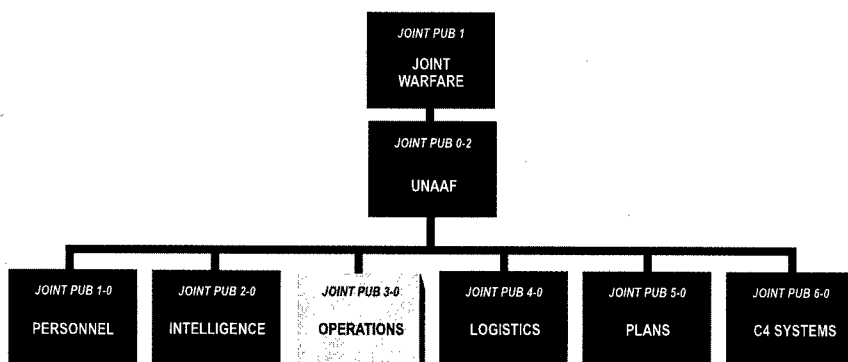 JOINT PUB 1
JOINT
WARFARE
JOINT PUB 0-2
UNAAF
JOINT PUB 1-0
PERSONNEL
JOINT PUB 2-0
INTELLIGENCE
JOINT PUB 3-0
OPERATIONS
JOINT PUB 4-0
LOGISTICS
JOINT PUB 5-0
PLANS
JOINT PUB 6-0
C4 SYSTEMS